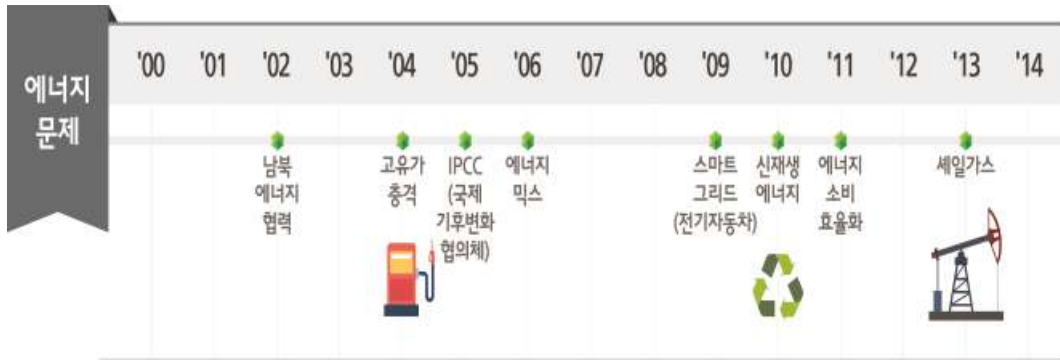 에너지
문제
'00 '01 '02 '03 '04 '05 '06 '07 '08 '09 '10 '11 '12 '13 '14
남북
에너지
협력
고유가
충격
IPCC
(국제
기후변화
협의체)
에너지
믹스
스마트
그리드
(전기자동차)
신재생
에너지
에너지
소비
효율화
셰일가스